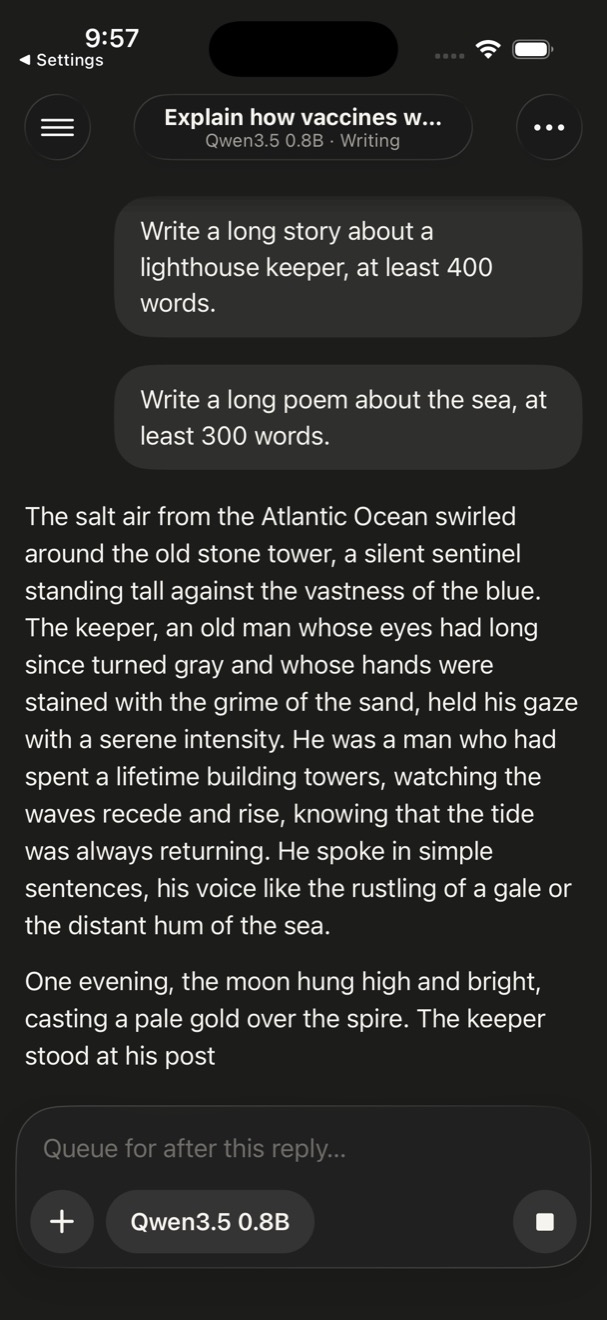 9:57
◀ Settings
Explain how vaccines w...
Qwen3.5 0.8B · Writing
Write a long story about a
lighthouse keeper, at least 400
words.
Write a long poem about the sea, at
least 300 words.
The salt air from the Atlantic Ocean swirled
around the old stone tower, a silent sentinel
standing tall against the vastness of the blue.
The keeper, an old man whose eyes had long
since turned gray and whose hands were
stained with the grime of the sand, held his gaze
with a serene intensity. He was a man who had
spent a lifetime building towers, watching the
waves recede and rise, knowing that the tide
was always returning. He spoke in simple
sentences, his voice like the rustling of a gale or
the distant hum of the sea.
One evening, the moon hung high and bright,
casting a pale gold over the spire. The keeper
stood at his post
Queue for after this reply...
Qwen3.5 0.8B